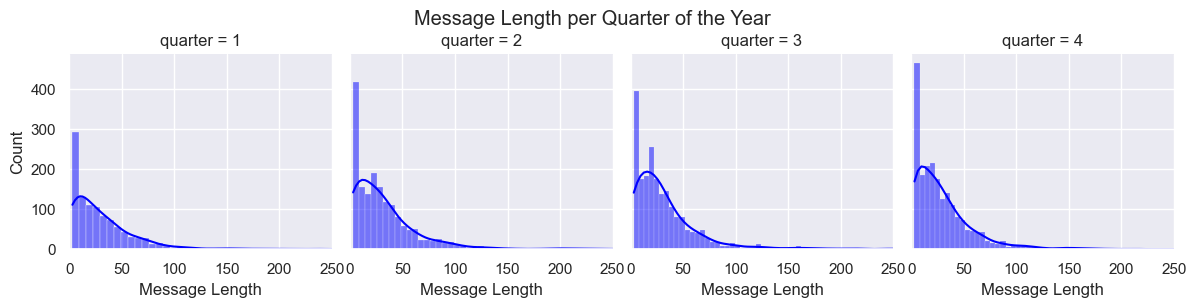 Message Length per Quarter of the Year
quarter = 1
quarter = 2
quarter = 3
quarter = 4
Count
400
300
200
100
0
0 50 100 150 200 250
0 50 100 150 200 250
0 50 100 150 200 250
0 50 100 150 200 250
Message Length
Message Length
Message Length
Message Length